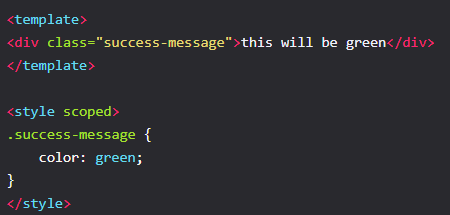 <template>
<div class="success-message">this will be green</div>
</template>
<style scoped>
.success-message {
    color: green;
}
</style>